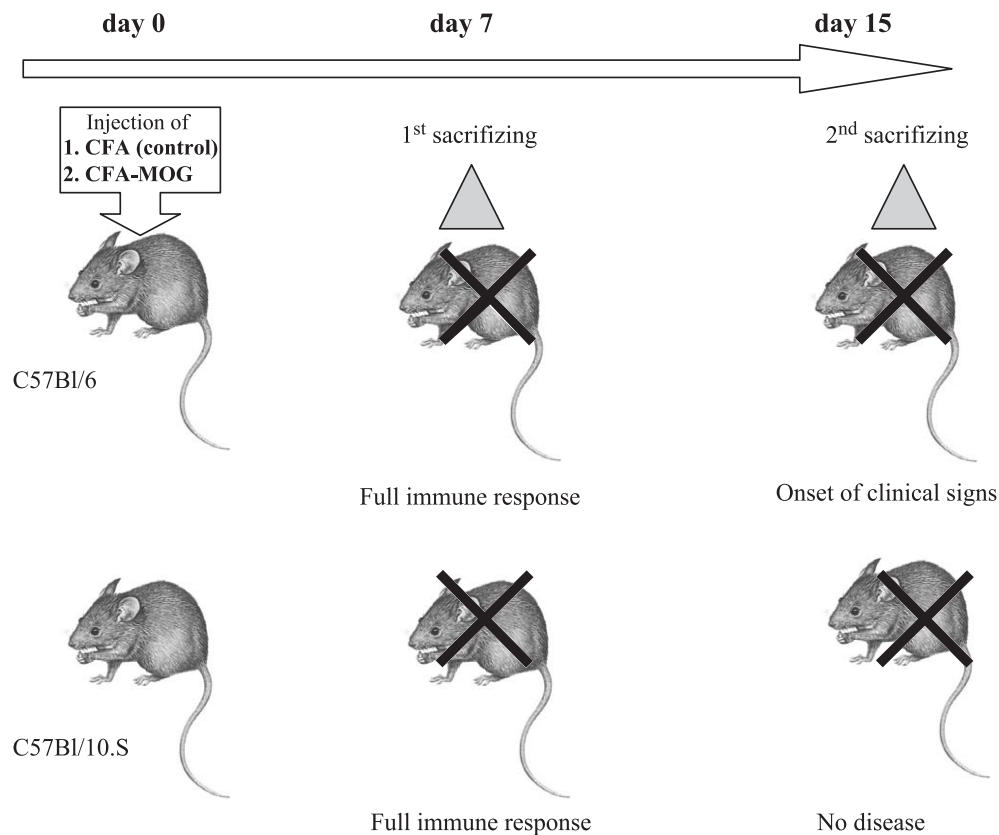 day 0
day 7
day 15
Injection of
1. CFA (control)
2. CFA-MOG
1st sacrifizing
2nd sacrifizing
C57Bl/6
Full immune response
Onset of clinical signs
C57Bl/10.S
Full immune response
No disease